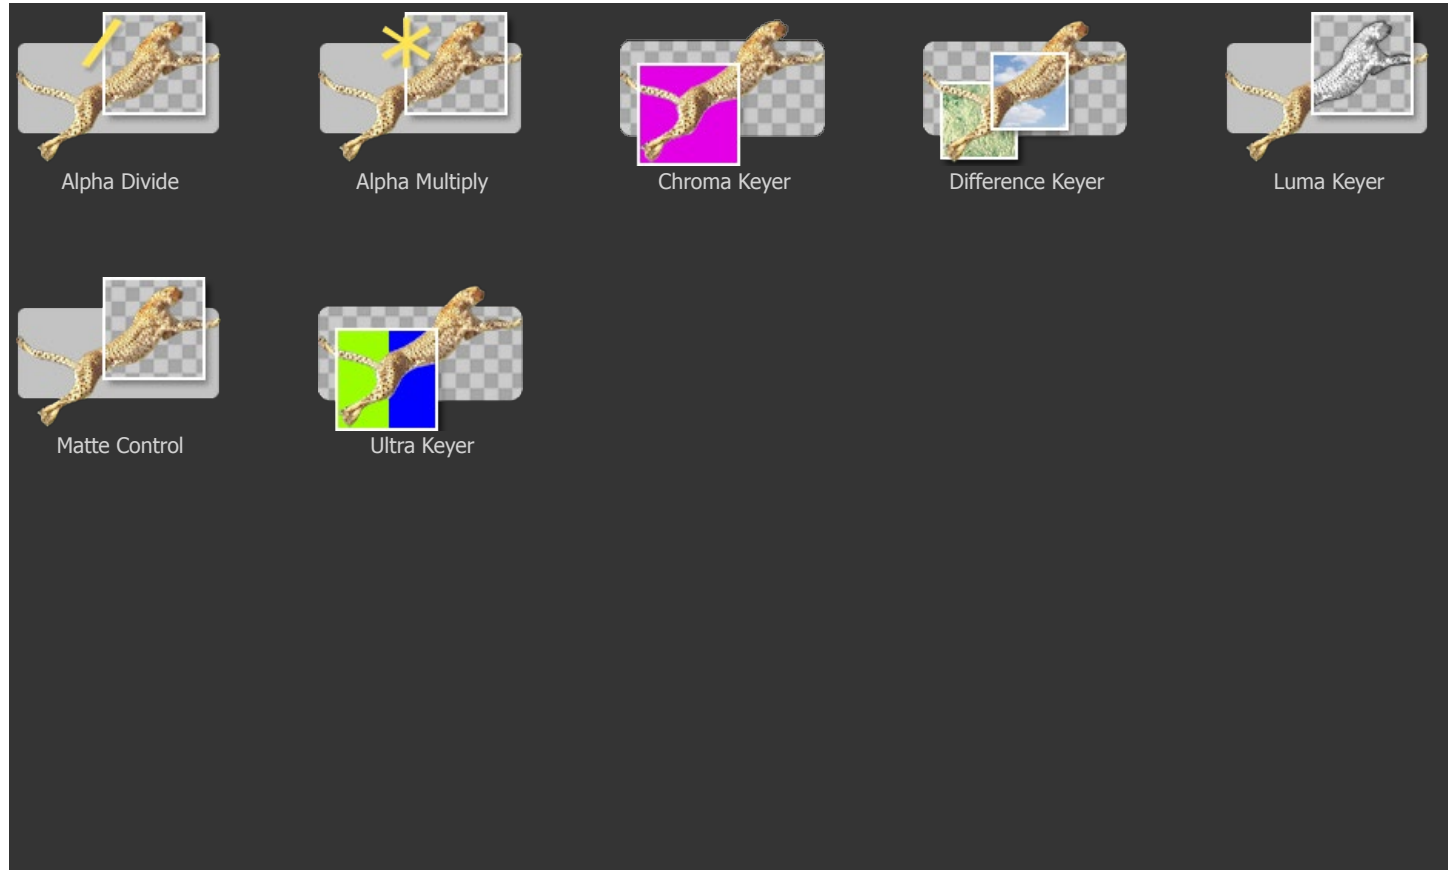 Alpha Divide
Alpha Multiply
Chroma Keyer
Difference Keyer
Luma Keyer
Matte Control
Ultra Keyer